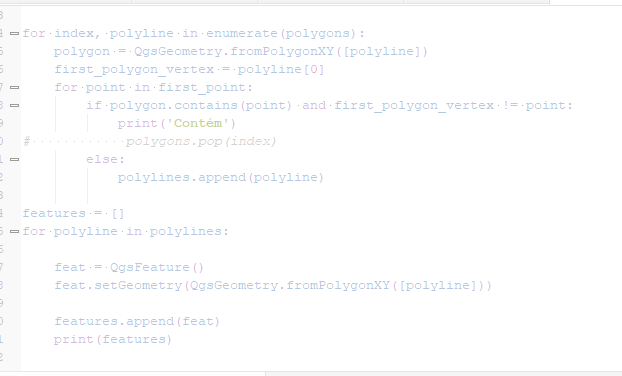 for index, polyline in enumerate(polygons):
    polygon = QgsGeometry.fromPolygonXY([polyline])
    first_polygon_vertex = polyline[0]
    for point in first_point:
        if polygon.contains(point) and first_polygon_vertex != point:
            print('Contém')
#            polygons.pop(index)
        else:
            polylines.append(polyline)
features = []
for polyline in polylines:
    feat = QgsFeature()
    feat.setGeometry(QgsGeometry.fromPolygonXY([polyline]))
    features.append(feat)
    print(features)